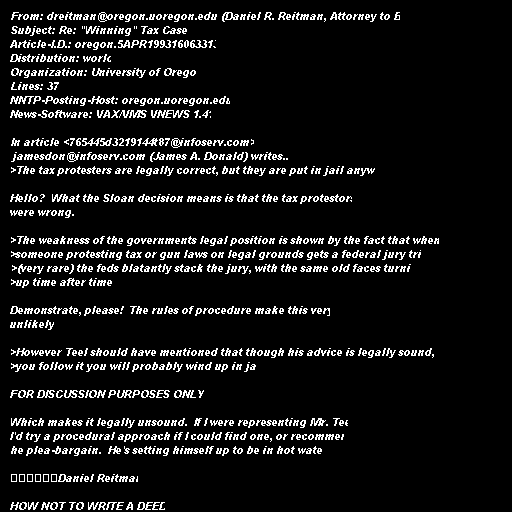 From: dreitman@oregon.uoregon.edu (Daniel R. Reitman, Attorney to B
Subject: Re: "Winning" Tax Case
Article-I.D.: oregon.5APR199316063313
Distribution: world
Organization: University of Orego
Lines: 37
NNTP-Posting-Host: oregon.uoregon.edu
News-Software: VAX/VMS VNEWS 1.4
In article <765445d3219144t87@infoserv.com>
jamesdon@infoserv.com (James A. Donald) writes..
>The tax protesters are legally correct, but they are put in jail anyw
Hello? What the Sloan decision means is that the tax protestors
were wrong.
>The weakness of the governments legal position is shown by the fact that when
>someone protesting tax or gun laws on legal grounds gets a federal jury tri
>(very rare) the feds blatantly stack the jury, with the same old faces turni
>up time after time
Demonstrate, please! The rules of procedure make this very
unlikely
>However Teel should have mentioned that though his advice is legally sound,
>you follow it you will probably wind up in ja
FOR DISCUSSION PURPOSES ONLY
Which makes it legally unsound. If I were representing Mr. Tee
I'd try a procedural approach if I could find one, or recommen
he plea-bargain. He's setting himself up to be in hot wate
□□□□□□Daniel Reitman
HOW NOT TO WRITE A DEED